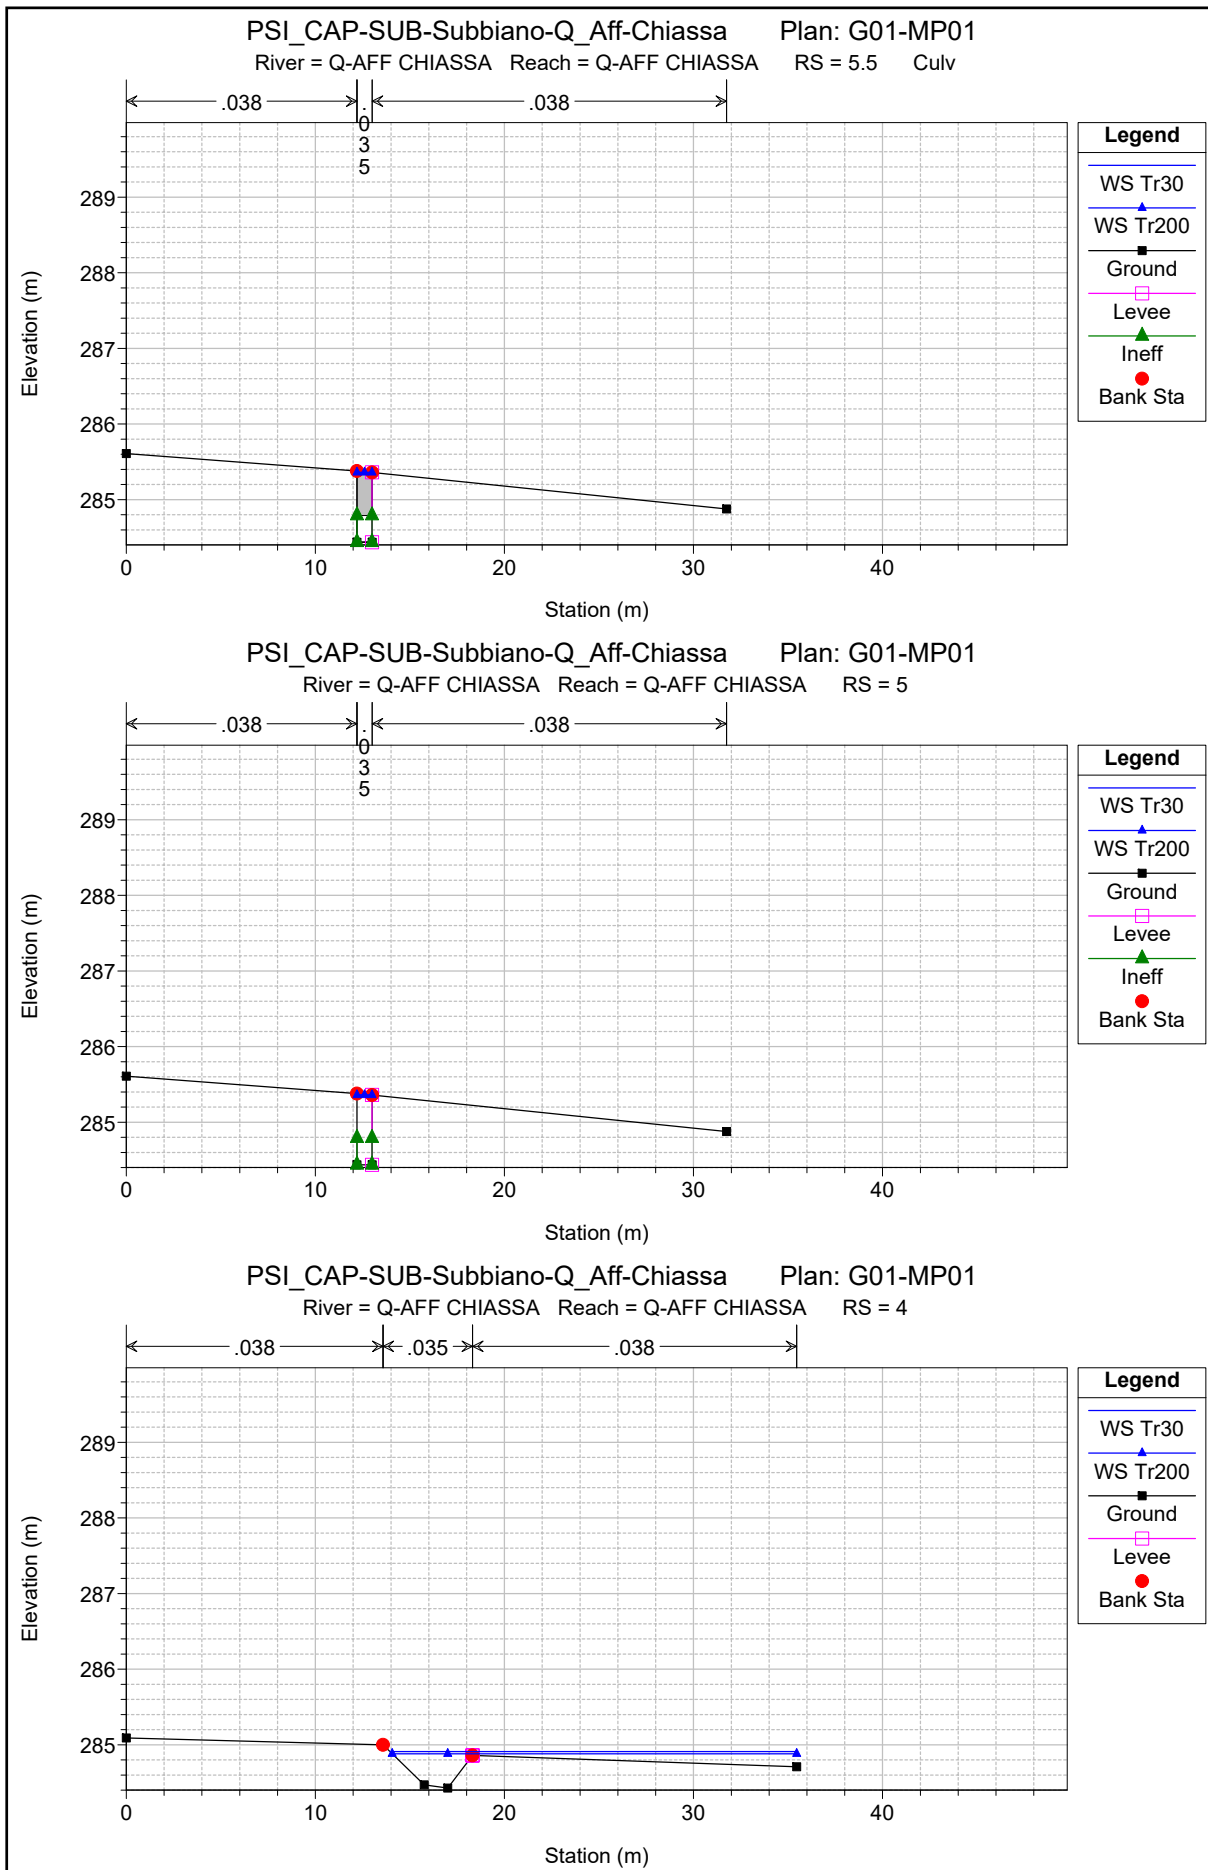 PSI_CAP-SUB-Subbiano-Q_Aff-Chiassa Plan: G01-MP01
River = Q-AFF CHIASSA Reach = Q-AFF CHIASSA RS = 5.5 Culv
.038
.035
.038
Legend
WS Tr30
WS Tr200
Ground
Levee
Ineff
Bank Sta
289
288
287
286
285
Elevation (m)
0 10 20 30 40
Station (m)
PSI_CAP-SUB-Subbiano-Q_Aff-Chiassa Plan: G01-MP01
River = Q-AFF CHIASSA Reach = Q-AFF CHIASSA RS = 5
.038
.035
.038
Legend
WS Tr30
WS Tr200
Ground
Levee
Ineff
Bank Sta
289
288
287
286
285
Elevation (m)
0 10 20 30 40
Station (m)
PSI_CAP-SUB-Subbiano-Q_Aff-Chiassa Plan: G01-MP01
River = Q-AFF CHIASSA Reach = Q-AFF CHIASSA RS = 4
.038
.035
.038
Legend
WS Tr30
WS Tr200
Ground
Levee
Bank Sta
289
288
287
286
285
Elevation (m)
0 10 20 30 40
Station (m)